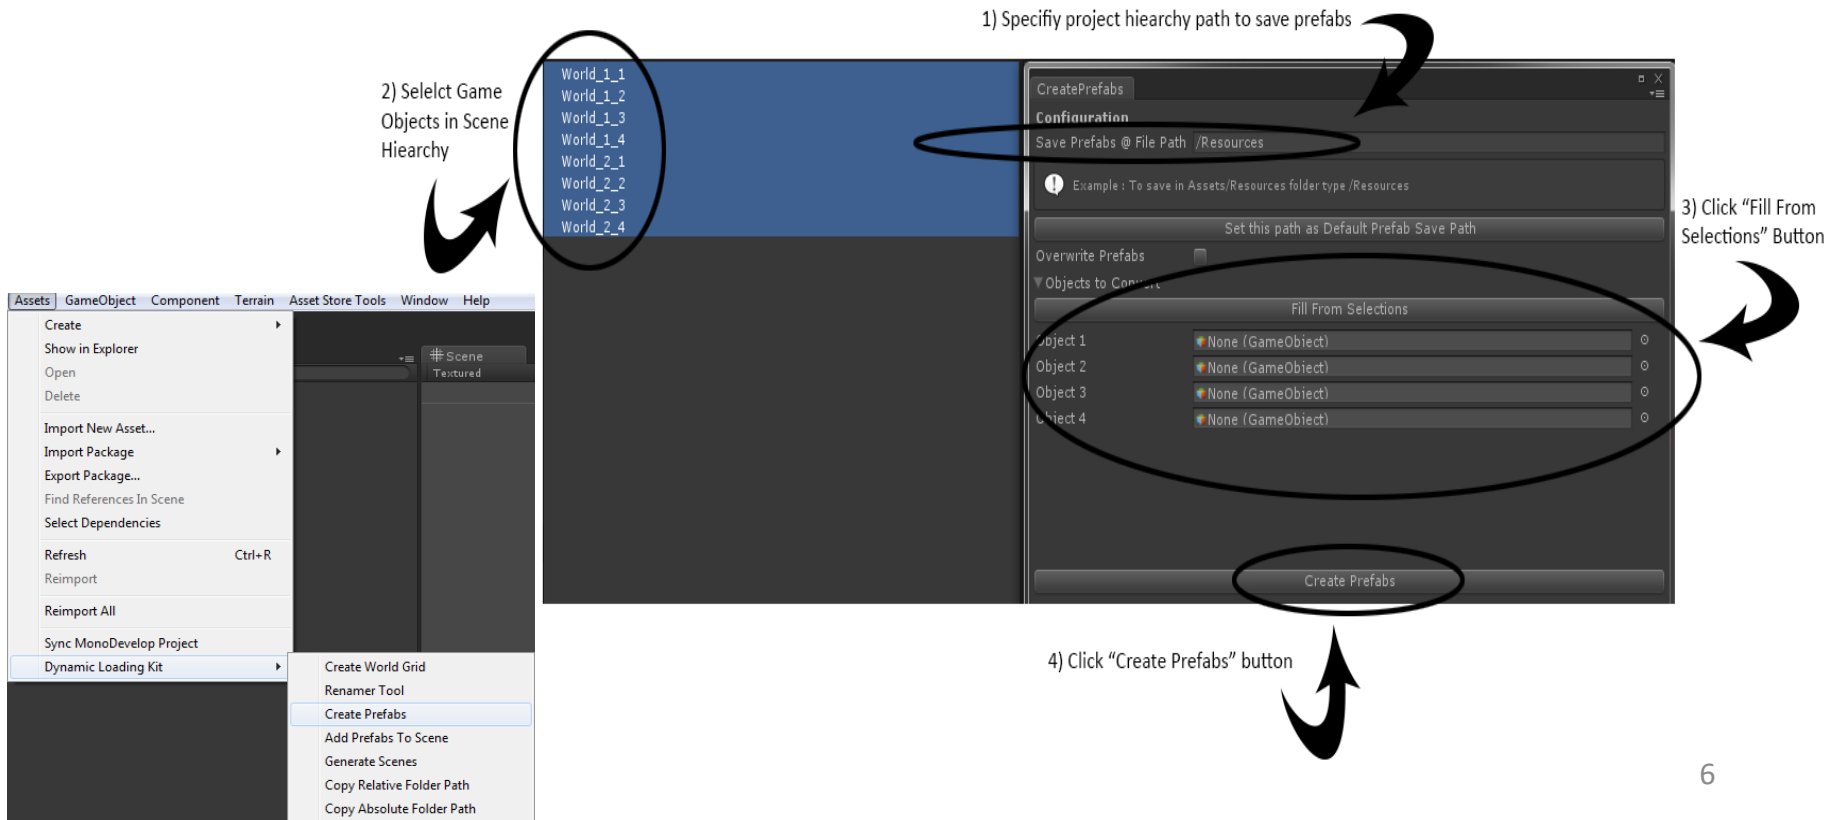 1) Specifiy project hiearchy path to save prefabs
2) Selelct Game
Objects in Scene
Hiearchy
World_1_1
World_1_2
World_1_3
World_1_4
World_2_1
World_2_2
World_2_3
World_2_4
CreatePrefabs
Configuration
Save Prefabs @ File Path /Resources
Example : To save in Assets/Resources folder type /Resources
Set this path as Default Prefab Save Path
Overwrite Prefabs
Objects to Convert
Fill From Selections
Object 1 None (GameObject)
Object 2 None (GameObject)
Object 3 None (GameObject)
Object 4 None (GameObject)
Create Prefabs
3) Click “Fill From
Selections” Button
4) Click “Create Prefabs” button
Assets GameObject Component Terrain Asset Store Tools Window Help
Create
Show in Explorer
Open
Delete
Import New Asset...
Import Package
Export Package...
Find References In Scene
Select Dependencies
Refresh Ctrl+R
Reimport
Reimport All
Sync MonoDevelop Project
Dynamic Loading Kit
#Scene
Textured
Create World Grid
Renamer Tool
Create Prefabs
Add Prefabs To Scene
Generate Scenes
Copy Relative Folder Path
Copy Absolute Folder Path
6